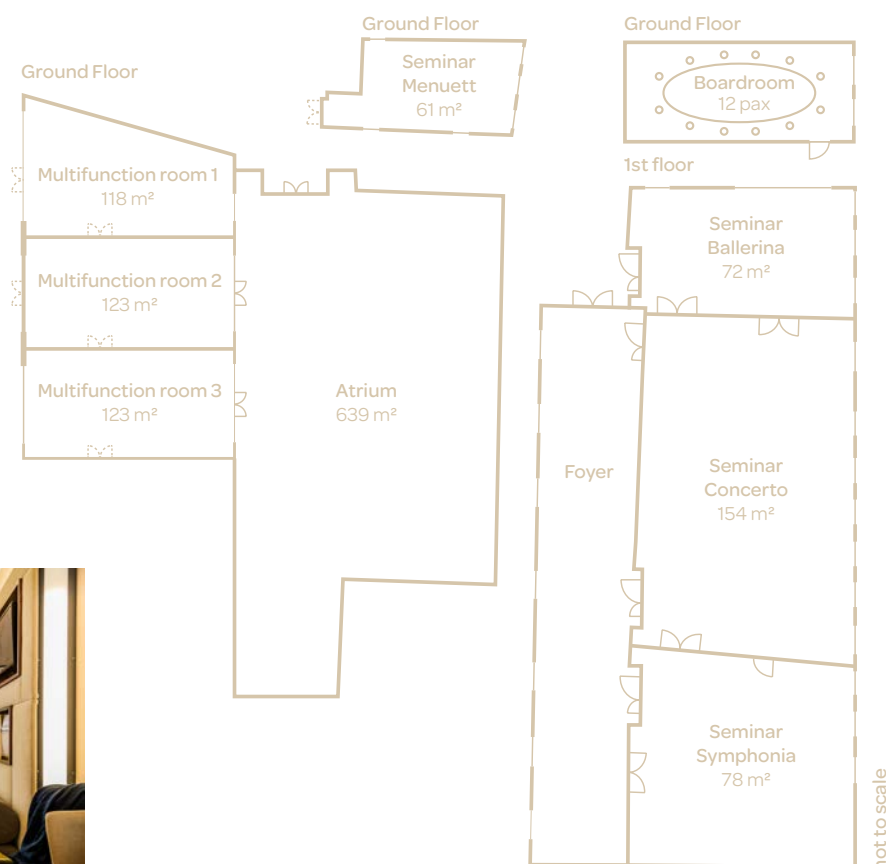 Ground Floor
Multifunction room 1
118 m²
Multifunction room 2
123 m²
Multifunction room 3
123 m²
Atrium
639 m²
Ground Floor
Seminar
Menuett
61 m²
Ground Floor
Boardroom
12 pax
1st floor
Seminar
Ballerina
72 m²
Foyer
Seminar
Concerto
154 m²
Seminar
Symphonia
78 m²
not to scale